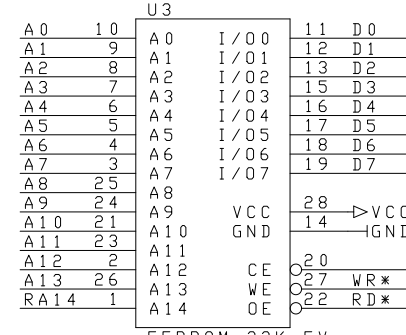 U3
A0 10 A0 I/O0 11 D0
A1 9 A1 I/O1 12 D1
A2 8 A2 I/O2 13 D2
A3 7 A3 I/O3 15 D3
A4 6 A4 I/O4 16 D4
A5 5 A5 I/O5 17 D5
A6 4 A6 I/O6 18 D6
A7 3 A7 I/O7 19 D7
A8 25 A8
A9 24 A9 VCC 28 VCC
A10 21 A10 GND 14 GND
A11 23 A11
A12 2 A12 CE 20
A13 26 A13 WE 27 WR*
RA14 1 A14 OE 22 RD*
EEPROM 32K 5V